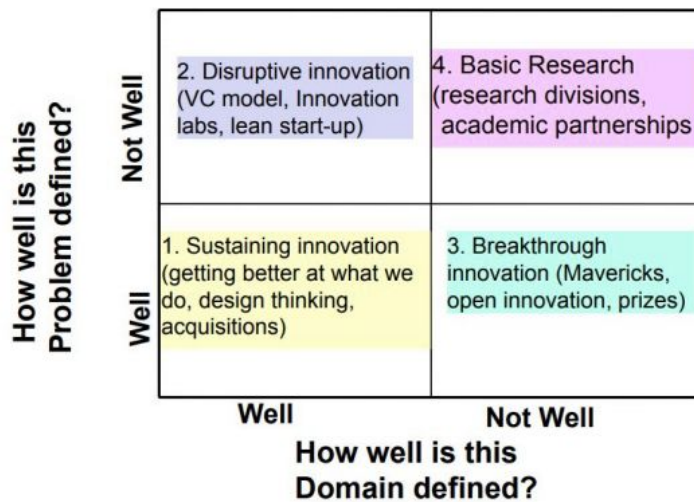 How well is this
Problem defined?
Not Well
Well
2. Disruptive innovation
(VC model, Innovation
labs, lean start-up)
4. Basic Research
(research divisions,
academic partnerships
1. Sustaining innovation
(getting better at what we
do, design thinking,
acquisitions)
3. Breakthrough
innovation (Mavericks,
open innovation, prizes)
Well
Not Well
How well is this
Domain defined?